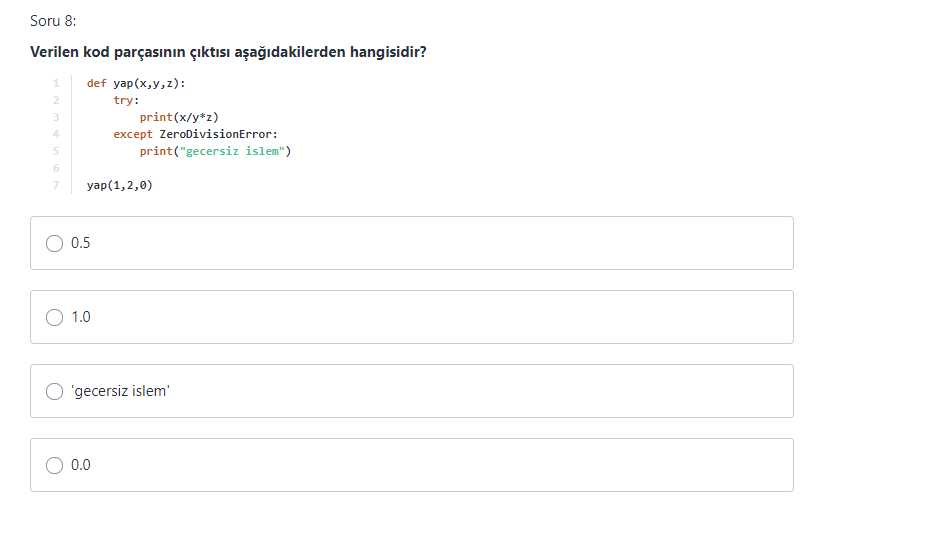 Soru 8:
Verilen kod parçasının çıktısı aşağıdakilerden hangisidir?
1 def yap(x,y,z):
2 try:
3 print(x/y*z)
4 except ZeroDivisionError:
5 print("gecersiz islem")
6
7 yap(1,2,0)
0.5
1.0
'gecersiz islem'
0.0